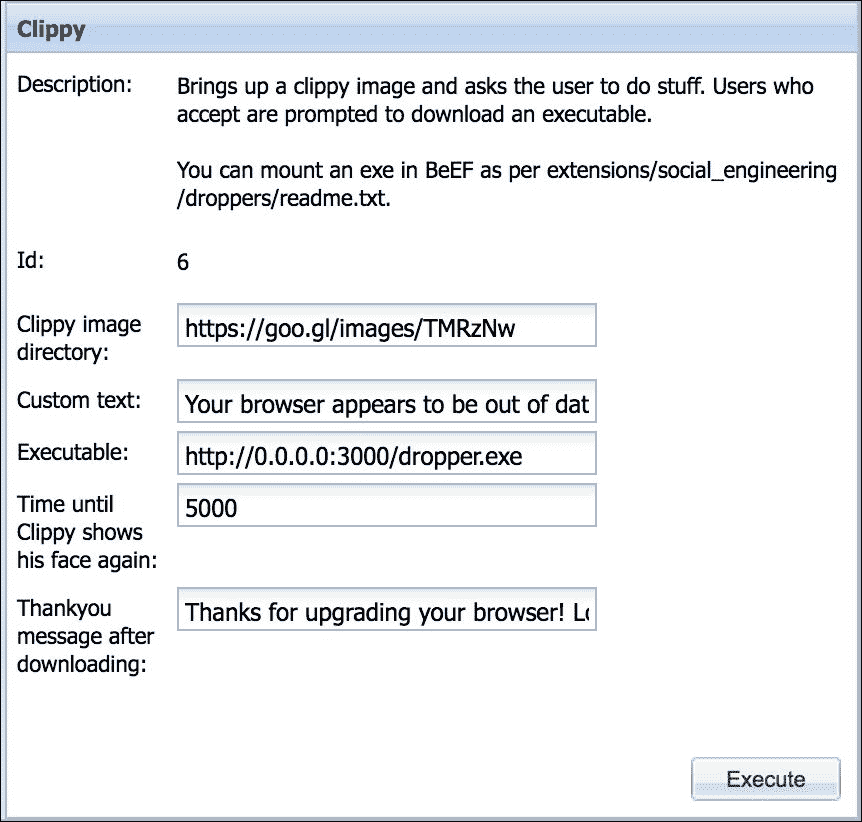 Clippy
Description:
Brings up a clippy image and asks the user to do stuff. Users who
accept are prompted to download an executable.
You can mount an exe in BeEF as per extensions/social_engineering
/droppers/readme.txt.
Id:
6
Clippy image
directory:
https://goo.gl/images/TMRzNw
Custom text:
Your browser appears to be out of dat
Executable:
http://0.0.0.0:3000/dropper.exe
Time until
Clippy shows
his face again:
5000
Thankyou
message after
downloading:
Thanks for upgrading your browser! Lo
Execute